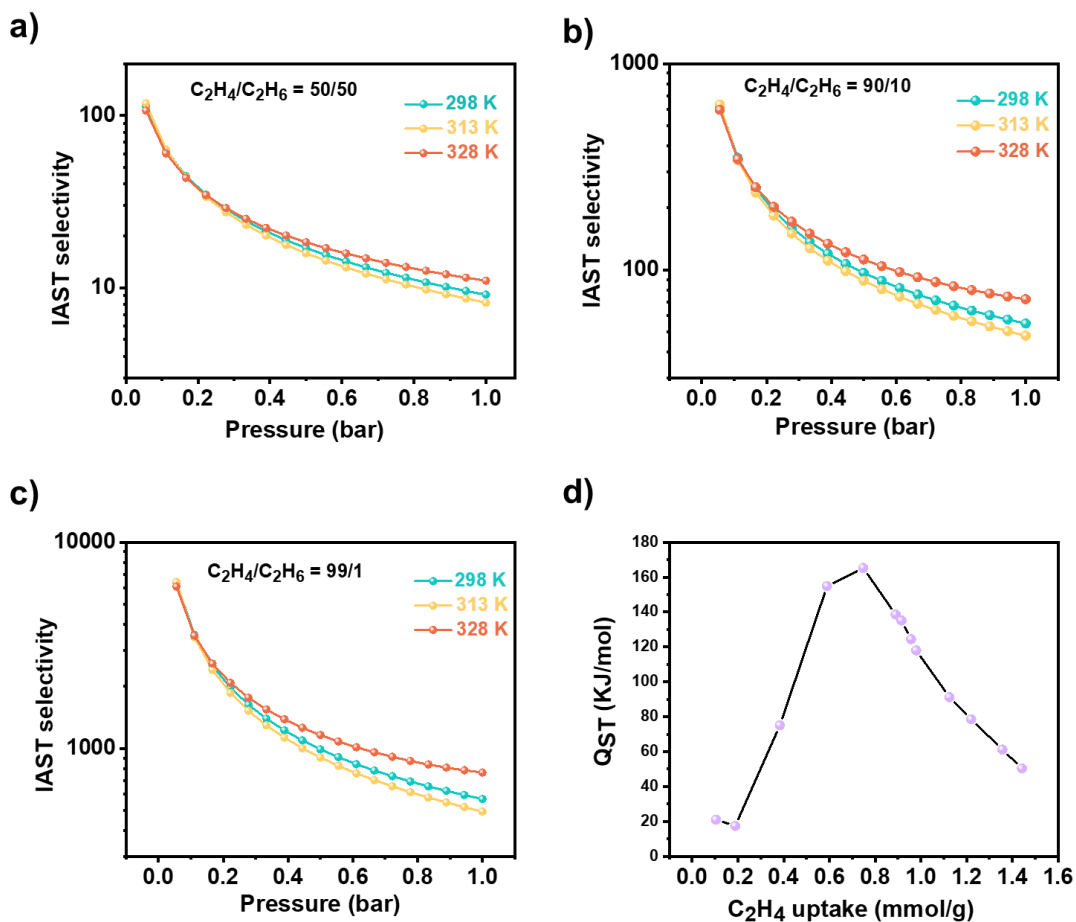 a)
C₂H₄/C₂H₆ = 50/50
298 K
313 K
328 K
100
10
IAST selectivity
0.0 0.2 0.4 0.6 0.8 1.0
Pressure (bar)
b)
C₂H₄/C₂H₆ = 90/10
298 K
313 K
328 K
1000
100
IAST selectivity
0.0 0.2 0.4 0.6 0.8 1.0
Pressure (bar)
c)
C₂H₄/C₂H₆ = 99/1
298 K
313 K
328 K
10000
1000
IAST selectivity
0.0 0.2 0.4 0.6 0.8 1.0
Pressure (bar)
d)
180
160
140
120
100
80
60
40
20
0
QST (KJ/mol)
0.0 0.2 0.4 0.6 0.8 1.0 1.2 1.4 1.6
C₂H₄ uptake (mmol/g)